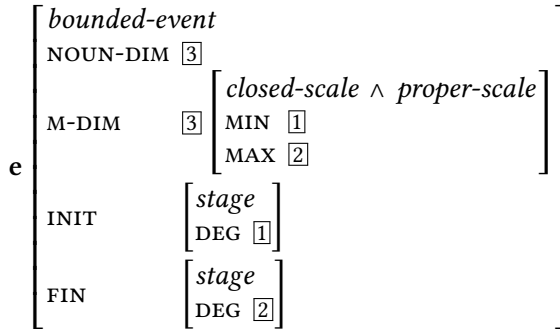 bounded-event
NOUN-DIM 3
closed-scale ∧ proper-scale
M-DIM 3 MIN 1
MAX 2
e
stage
INIT DEG 1
stage
FIN DEG 2